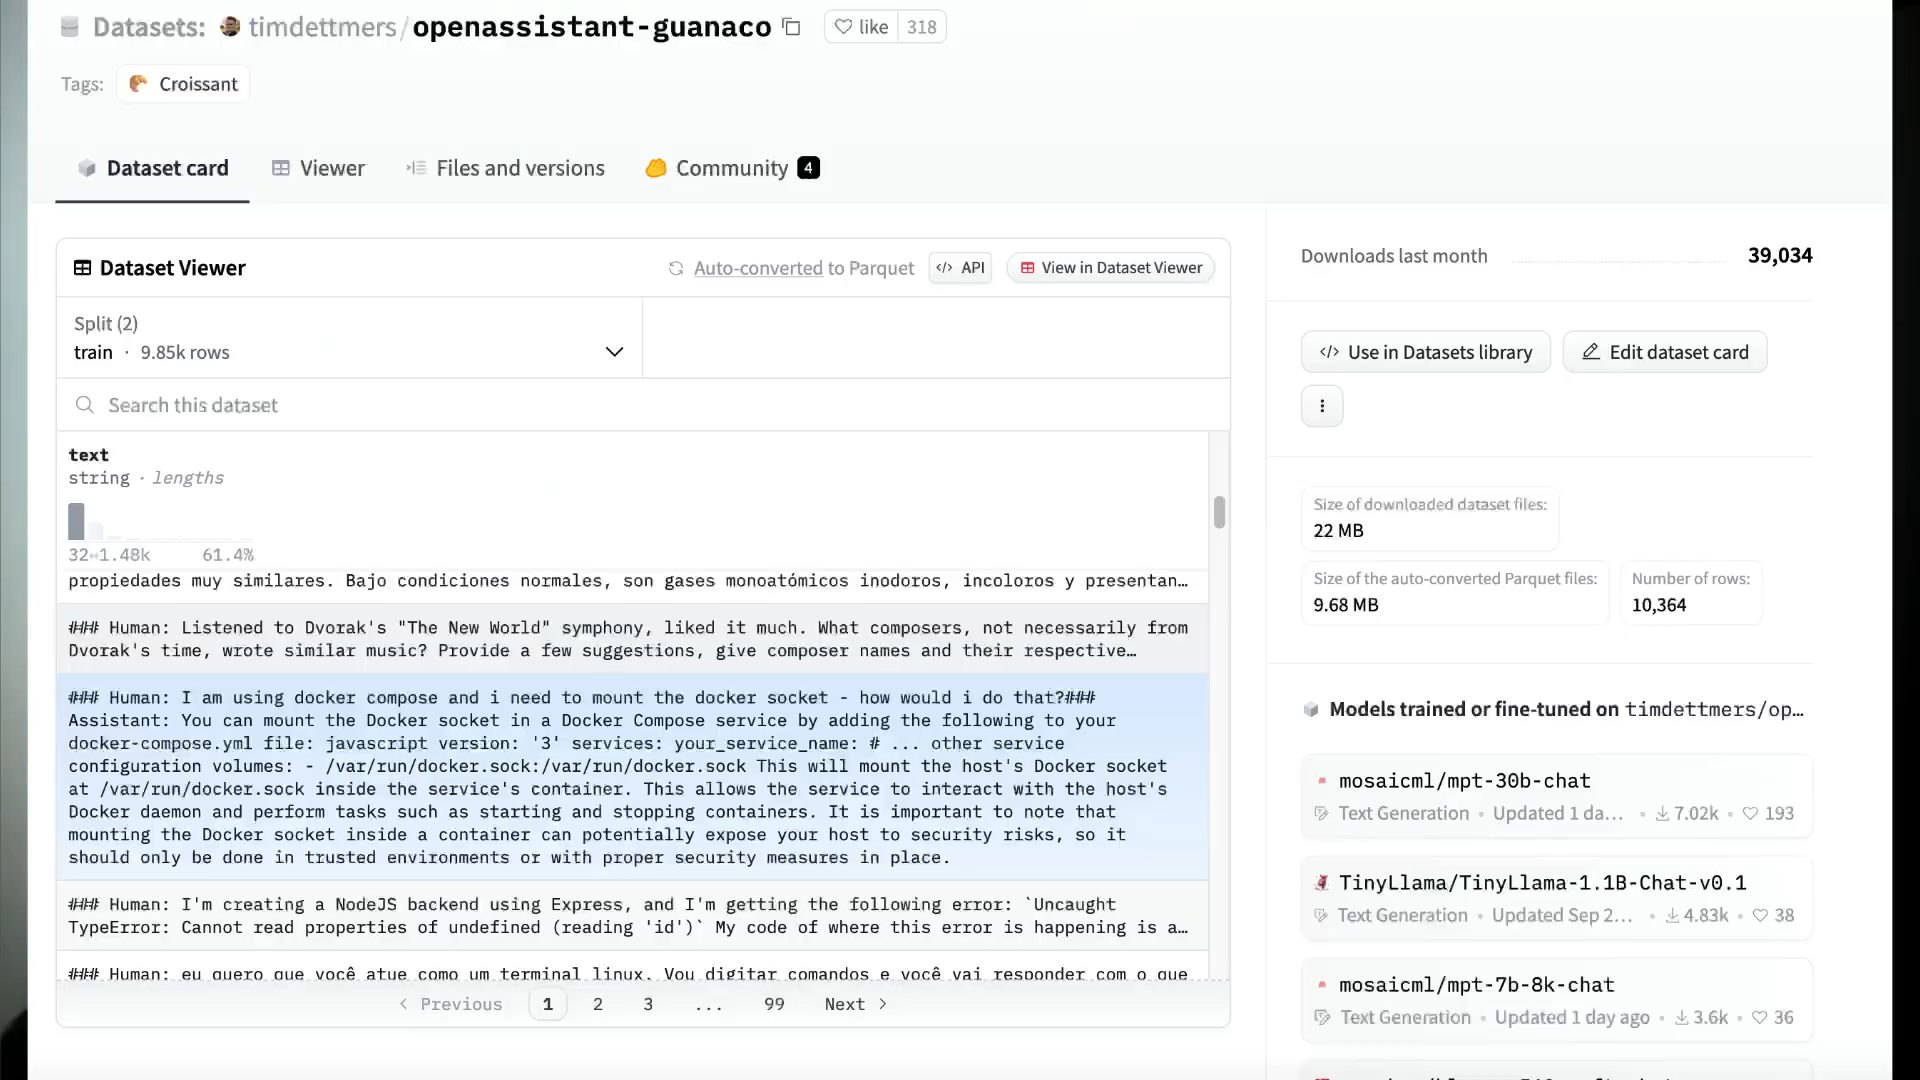 Datasets: timdettmers/openassistant-guanaco like 318
Tags: Croissant
Dataset card Viewer Files and versions Community 4
Dataset Viewer Auto-converted to Parquet API View in Dataset Viewer
Split (2)
train · 9.85k rows
Search this dataset
text
string · lengths
32↔1.48k 61.4%
propiedades muy similares. Bajo condiciones normales, son gases monoatómicos inodoros, incoloros y presentan…
### Human: Listened to Dvorak's "The New World" symphony, liked it much. What composers, not necessarily from
Dvorak's time, wrote similar music? Provide a few suggestions, give composer names and their respective…
### Human: I am using docker compose and i need to mount the docker socket - how would i do that?###
Assistant: You can mount the Docker socket in a Docker Compose service by adding the following to your
docker-compose.yml file: javascript version: '3' services: your_service_name: # ... other service
configuration volumes: - /var/run/docker.sock:/var/run/docker.sock This will mount the host's Docker socket
at /var/run/docker.sock inside the service's container. This allows the service to interact with the host's
Docker daemon and perform tasks such as starting and stopping containers. It is important to note that
mounting the Docker socket inside a container can potentially expose your host to security risks, so it
should only be done in trusted environments or with proper security measures in place.
### Human: I'm creating a NodeJS backend using Express, and I'm getting the following error: `Uncaught
TypeError: Cannot read properties of undefined (reading 'id')` My code of where this error is happening is a…
### Human: eu quero que você atue como um terminal linux. Vou digitar comandos e você vai responder com o que
< Previous 1 2 3 ... 99 Next >
Downloads last month 39,034
</> Use in Datasets library Edit dataset card
Size of downloaded dataset files:
22 MB
Size of the auto-converted Parquet files:
9.68 MB
Number of rows:
10,364
Models trained or fine-tuned on timdettmers/op…
mosaicml/mpt-30b-chat
Text Generation • Updated 1 da… • 7.02k • 193
TinyLlama/TinyLlama-1.1B-Chat-v0.1
Text Generation • Updated Sep 2… • 4.83k • 38
mosaicml/mpt-7b-8k-chat
Text Generation • Updated 1 day ago • 3.6k • 36